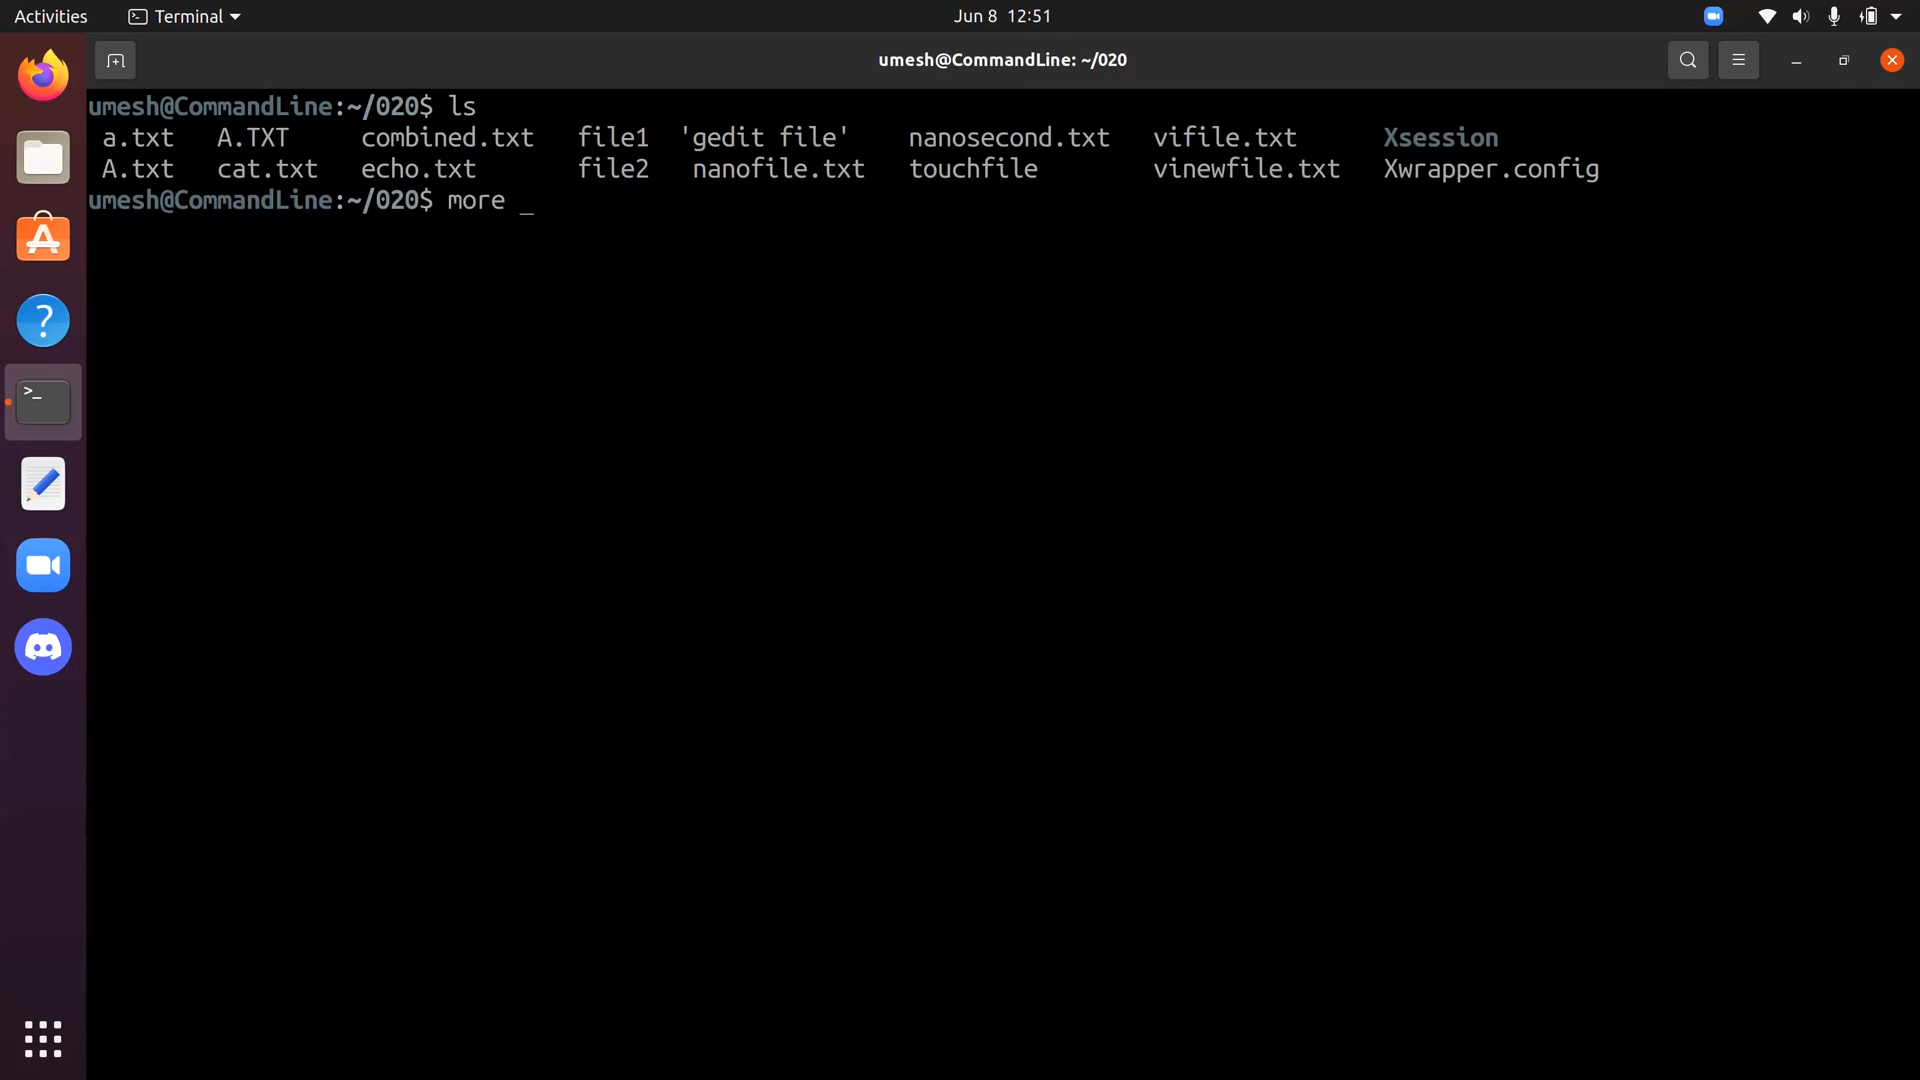 Activities Terminal Jun 8 12:51
umesh@CommandLine: ~/020
umesh@CommandLine:~/020$ ls
a.txt A.TXT combined.txt file1 'gedit file' nanosecond.txt vifile.txt Xsession
A.txt cat.txt echo.txt file2 nanofile.txt touchfile vinewfile.txt Xwrapper.config
umesh@CommandLine:~/020$ more _